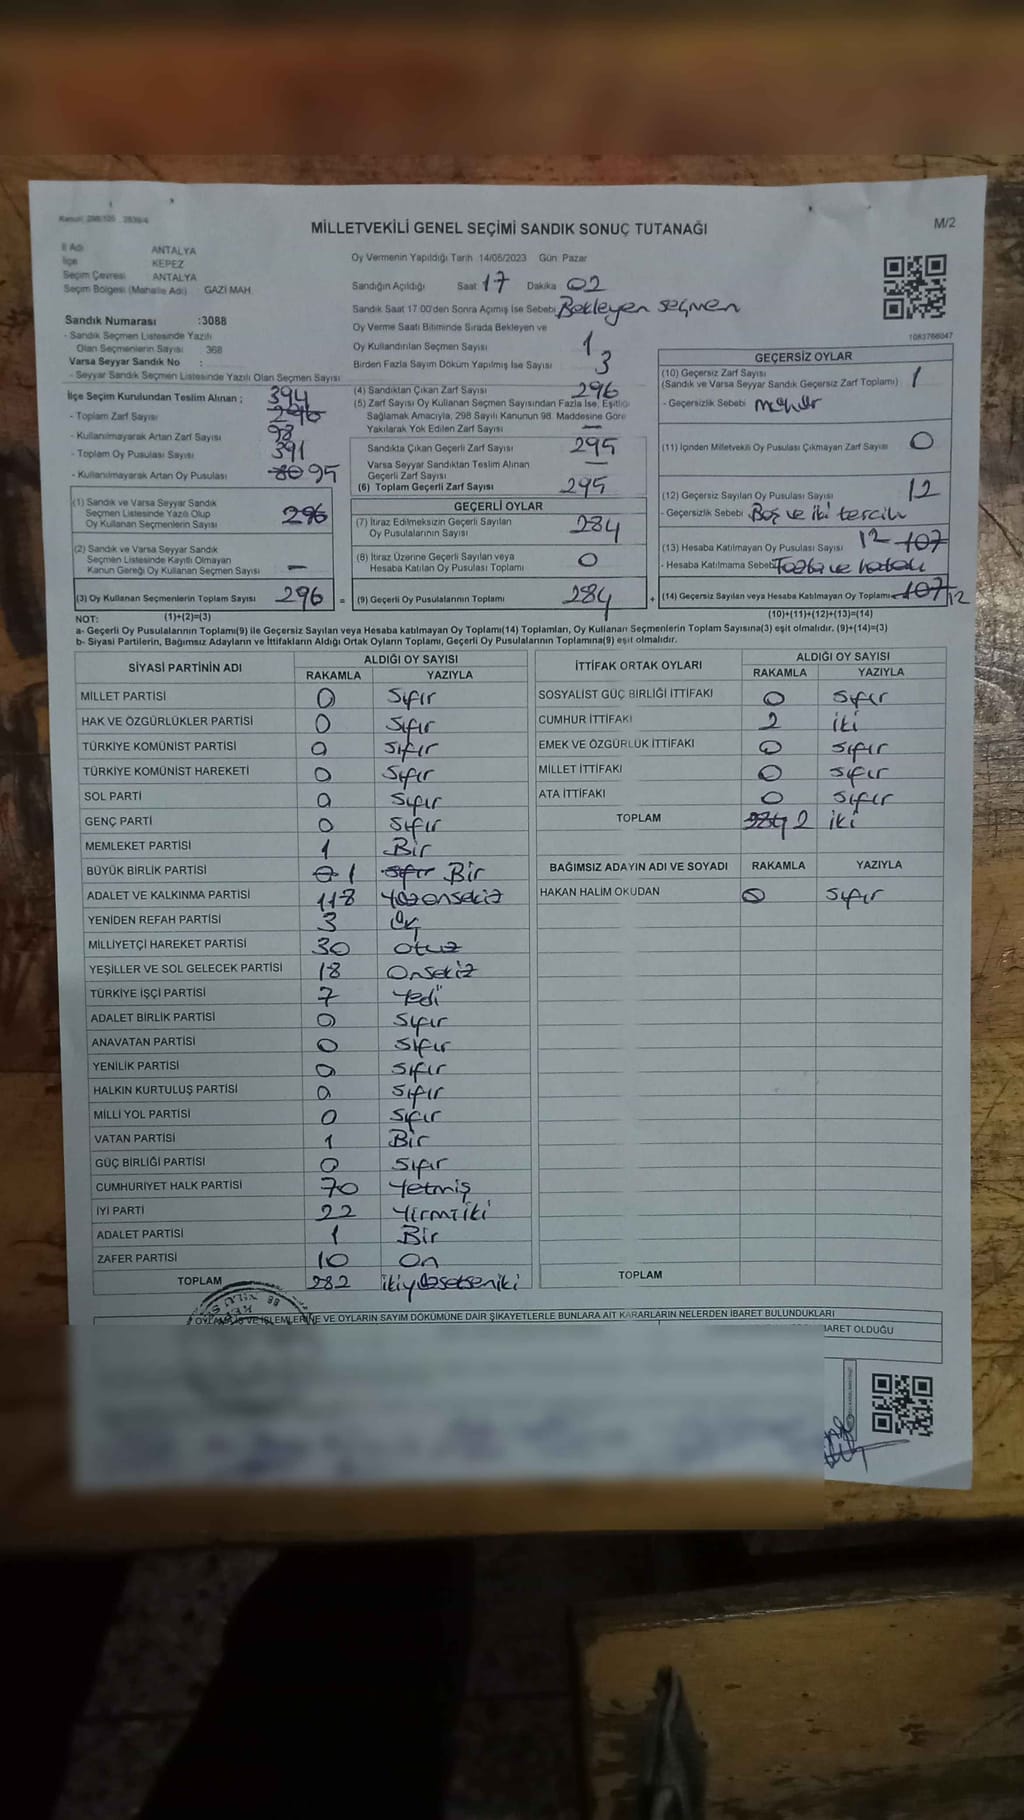 MİLLETVEKİLİ GENEL SEÇİMİ SANDIK SONUÇ TUTANAĞI
M/2
İl Adı ANTALYA
İlçe KEPEZ
Seçim Çevresi ANTALYA
Seçim Bölgesi (Mahalle Adı) : GAZİ MAH.
Oy Vermenin Yapıldığı Tarih 14/05/2023 Gün Pazar
Sandığın Açıldığı Saat 17 Dakika 02
Sandık Saat 17.00'den Sonra Açılmış İse Sebebi Bekleyen seçmen
Oy Verme Saati Bitiminde Sırada Bekleyen ve
Oy Kullandırılan Seçmen Sayısı 1
Birden Fazla Sayım Döküm Yapılmış İse Sayısı 3
1083766047
Sandık Numarası :3088
- Sandık Seçmen Listesinde Yazılı
Olan Seçmenlerin Sayısı : 368
Varsa Seyyar Sandık No :
- Seyyar Sandık Seçmen Listesinde Yazılı Olan Seçmen Sayısı
İlçe Seçim Kurulundan Teslim Alınan ; 394
- Toplam Zarf Sayısı 296
- Kullanılmayarak Artan Zarf Sayısı 98
- Toplam Oy Pusulası Sayısı 391
- Kullanılmayarak Artan Oy Pusulası 80 95
(1) Sandık ve Varsa Seyyar Sandık
Seçmen Listesinde Yazılı Olup
Oy Kullanan Seçmenlerin Sayısı 296
(2) Sandık ve Varsa Seyyar Sandık
Seçmen Listesinde Kayıtlı Olmayan
Kanun Gereği Oy Kullanan Seçmen Sayısı —
(3) Oy Kullanan Seçmenlerin Toplam Sayısı 296 =
(4) Sandıktan Çıkan Zarf Sayısı 296
(5) Zarf Sayısı Oy Kullanan Seçmen Sayısından Fazla İse, Eşitliği
Sağlamak Amacıyla, 298 Sayılı Kanunun 98. Maddesine Göre
Yakılarak Yok Edilen Zarf Sayısı —
Sandıkta Çıkan Geçerli Zarf Sayısı 295
Varsa Seyyar Sandıktan Teslim Alınan
Geçerli Zarf Sayısı —
(6) Toplam Geçerli Zarf Sayısı 295
GEÇERLİ OYLAR
(7) İtiraz Edilmeksizin Geçerli Sayılan
Oy Pusulalarının Sayısı 284
(8) İtiraz Üzerine Geçerli Sayılan veya
Hesaba Katılan Oy Pusulası Toplamı 0
(9) Geçerli Oy Pusulalarının Toplamı 284 +
GEÇERSİZ OYLAR
(10) Geçersiz Zarf Sayısı
(Sandık ve Varsa Seyyar Sandık Geçersiz Zarf Toplamı) 1
- Geçersizlik Sebebi
(11) İçinden Milletvekili Oy Pusulası Çıkmayan Zarf Sayısı 0
(12) Geçersiz Sayılan Oy Pusulası Sayısı 12
- Geçersizlik Sebebi Boş ve iki tercih
(13) Hesaba Katılmayan Oy Pusulası Sayısı 12 107
- Hesaba Katılmama Sebebi
(14) Geçersiz Sayılan veya Hesaba Katılmayan Oy Toplamı 107 12
NOT: (1)+(2)=(3) (10)+(11)+(12)+(13)=(14)
a- Geçerli Oy Pusulalarının Toplamı(9) ile Geçersiz Sayılan veya Hesaba katılmayan Oy Toplamı(14) Toplamları, Oy Kullanan Seçmenlerin Toplam Sayısına(3) eşit olmalıdır. (9)+(14)=(3)
b- Siyasi Partilerin, Bağımsız Adayların ve İttifakların Aldığı Ortak Oyların Toplamı, Geçerli Oy Pusulalarının Toplamına(9) eşit olmalıdır.
SİYASİ PARTİNİN ADI ALDIĞI OY SAYISI
RAKAMLA YAZIYLA
MİLLET PARTİSİ 0 Sıfır
HAK VE ÖZGÜRLÜKLER PARTİSİ 0 Sıfır
TÜRKİYE KOMÜNİST PARTİSİ 0 Sıfır
TÜRKİYE KOMÜNİST HAREKETİ 0 Sıfır
SOL PARTİ 0 Sıfır
GENÇ PARTİ 0 Sıfır
MEMLEKET PARTİSİ 1 Bir
BÜYÜK BİRLİK PARTİSİ 0 1 Sıfır Bir
ADALET VE KALKINMA PARTİSİ 118 Yüzonsekiz
YENİDEN REFAH PARTİSİ 3 Üç
MİLLİYETÇİ HAREKET PARTİSİ 30 Otuz
YEŞİLLER VE SOL GELECEK PARTİSİ 18 Onsekiz
TÜRKİYE İŞÇİ PARTİSİ 7 Yedi
ADALET BİRLİK PARTİSİ 0 Sıfır
ANAVATAN PARTİSİ 0 Sıfır
YENİLİK PARTİSİ 0 Sıfır
HALKIN KURTULUŞ PARTİSİ 0 Sıfır
MİLLİ YOL PARTİSİ 0 Sıfır
VATAN PARTİSİ 1 Bir
GÜÇ BİRLİĞİ PARTİSİ 0 Sıfır
CUMHURİYET HALK PARTİSİ 70 Yetmiş
İYİ PARTİ 22 Yirmiiki
ADALET PARTİSİ 1 Bir
ZAFER PARTİSİ 10 On
TOPLAM 282 ikiyüzsekseniki
İTTİFAK ORTAK OYLARI ALDIĞI OY SAYISI
RAKAMLA YAZIYLA
SOSYALİST GÜÇ BİRLİĞİ İTTİFAKI 0 Sıfır
CUMHUR İTTİFAKI 2 iki
EMEK VE ÖZGÜRLÜK İTTİFAKI 0 Sıfır
MİLLET İTTİFAKI 0 Sıfır
ATA İTTİFAKI 0 Sıfır
TOPLAM 284 2 iki
BAĞIMSIZ ADAYIN ADI VE SOYADI RAKAMLA YAZIYLA
HAKAN HALİM OKUDAN 0 Sıfır
TOPLAM
OYLAMA İŞ VE İŞLEMLERİNE VE OYLARIN SAYIM DÖKÜMÜNE DAİR ŞİKAYETLERLE BUNLARA AİT KARARLARIN NELERDEN İBARET BULUNDUKLARI
BARET OLDUĞU